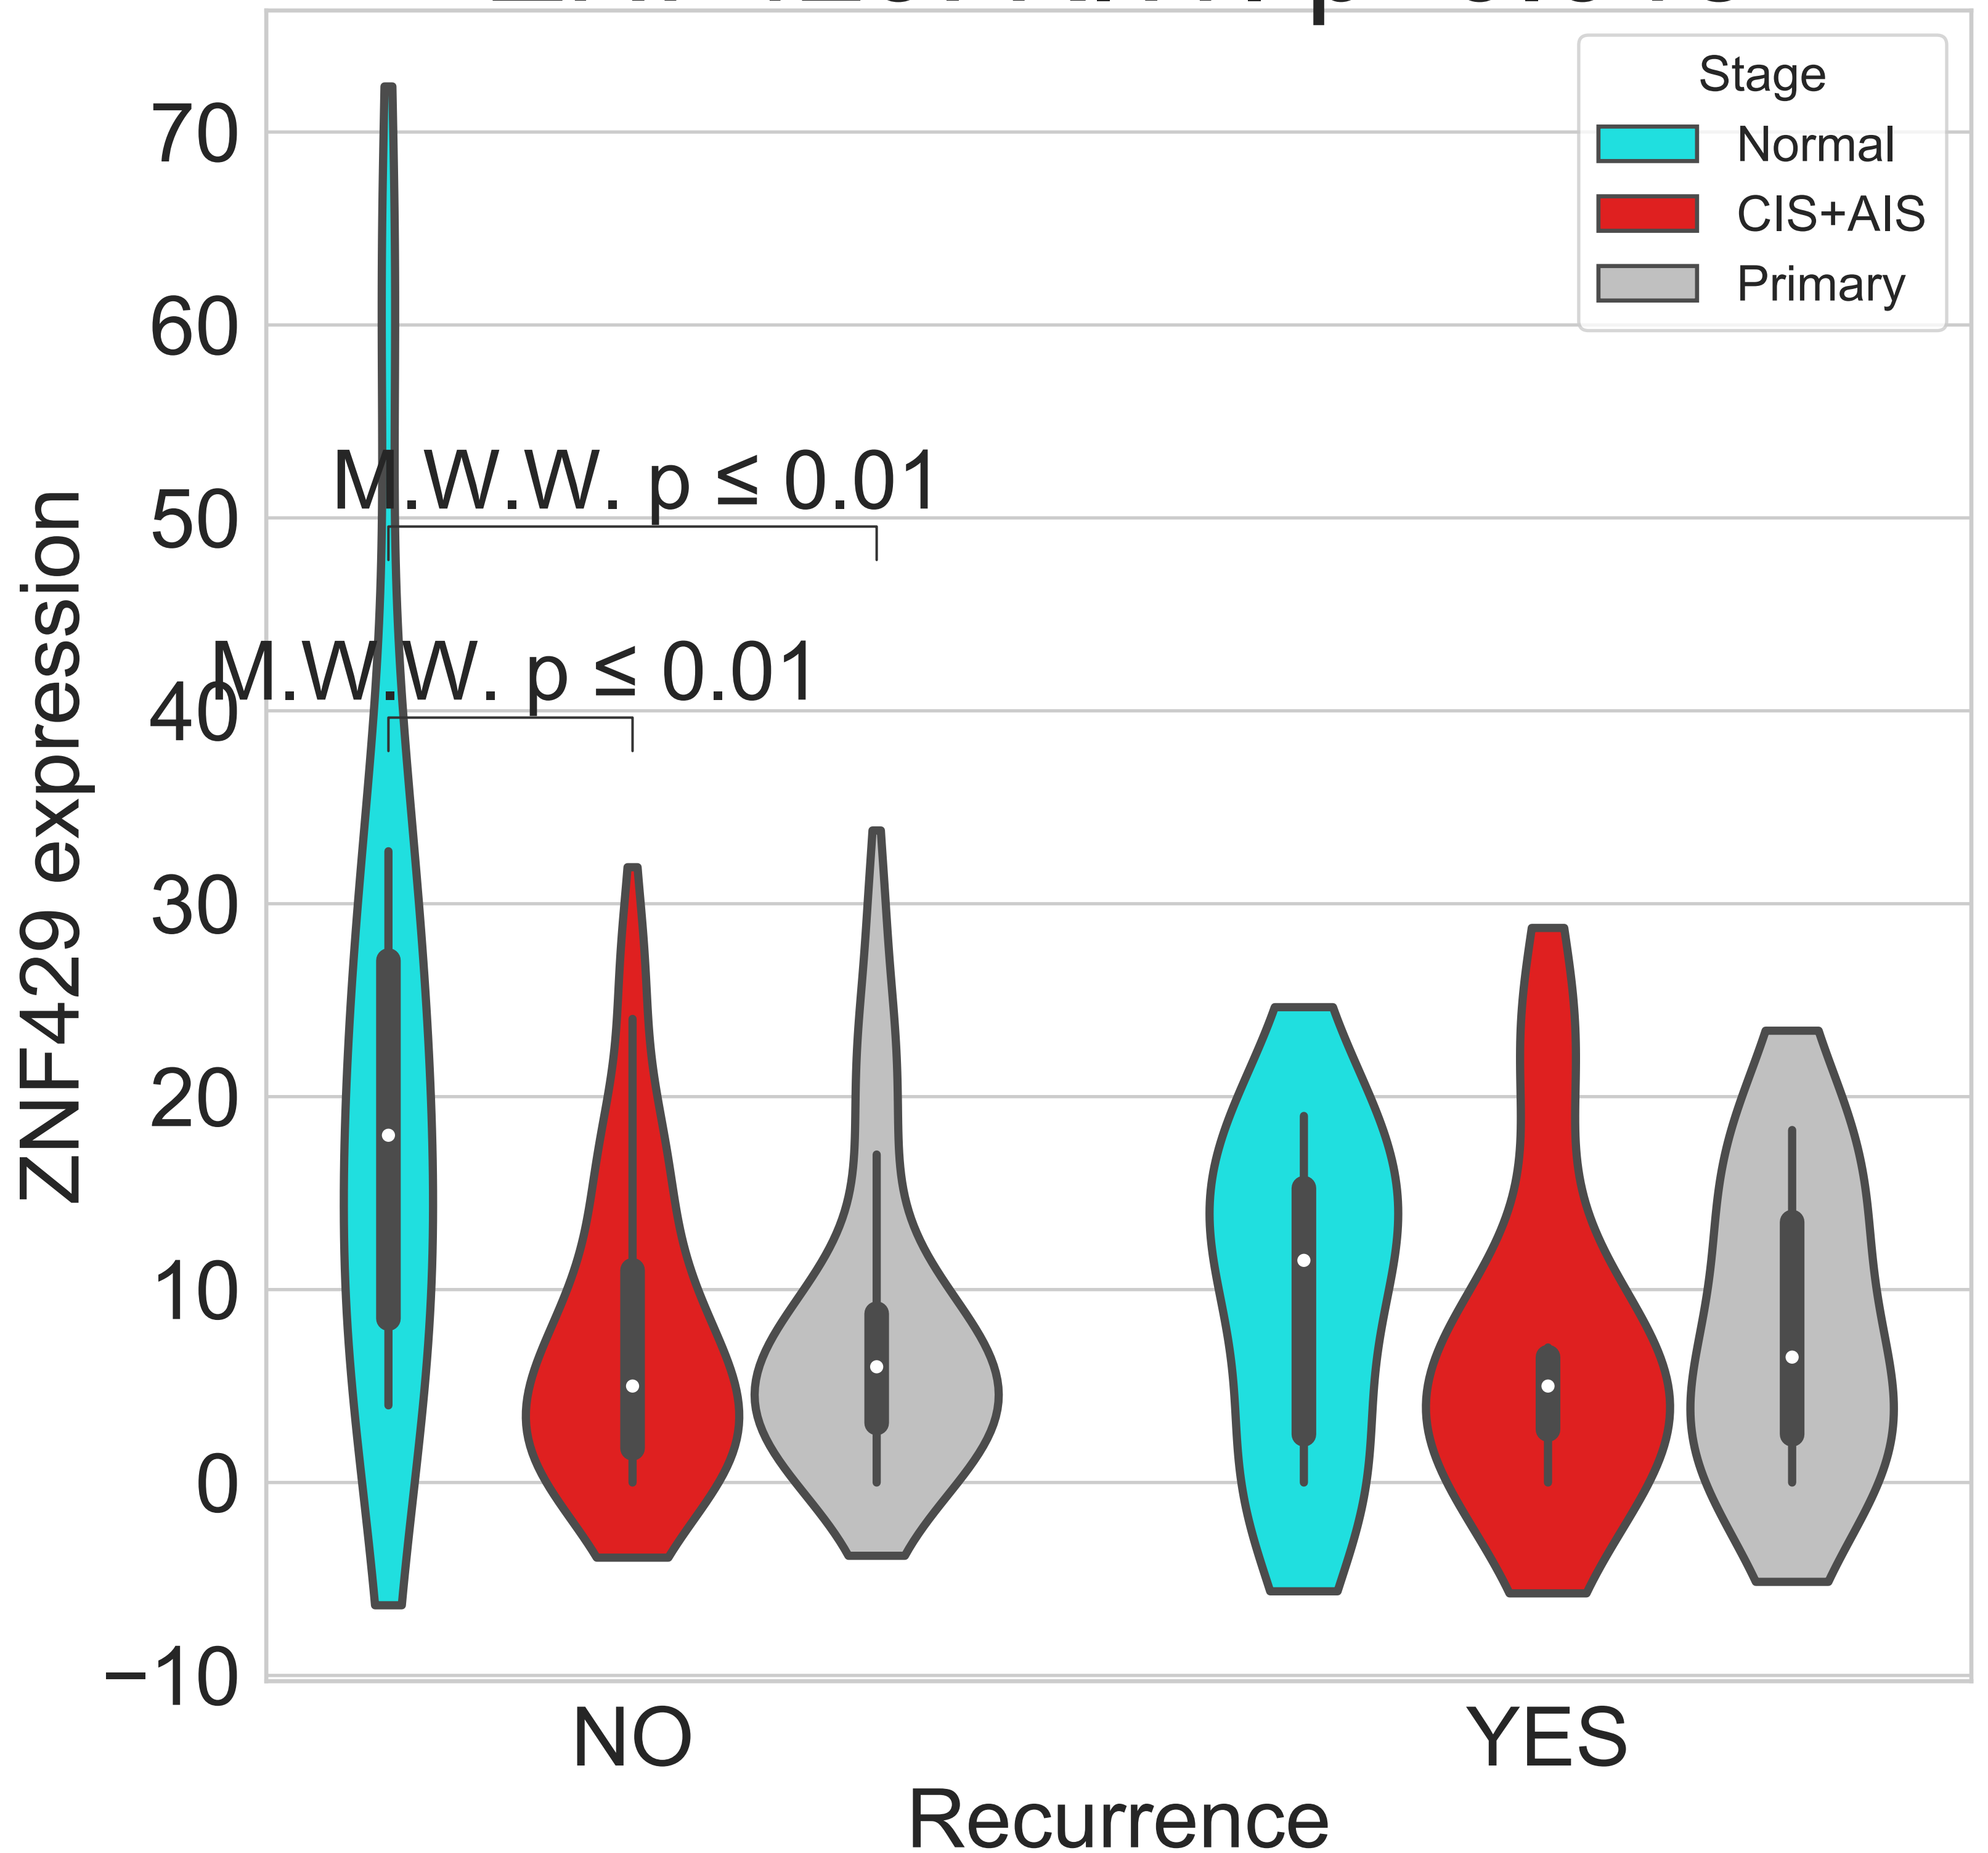 Stage
Normal
CIS+AIS
Primary
70
60
50
40
30
20
10
0
−10
M.W.W. p ≤ 0.01
M.W.W. p ≤ 0.01
ZNF429 expression
NO
YES
Recurrence